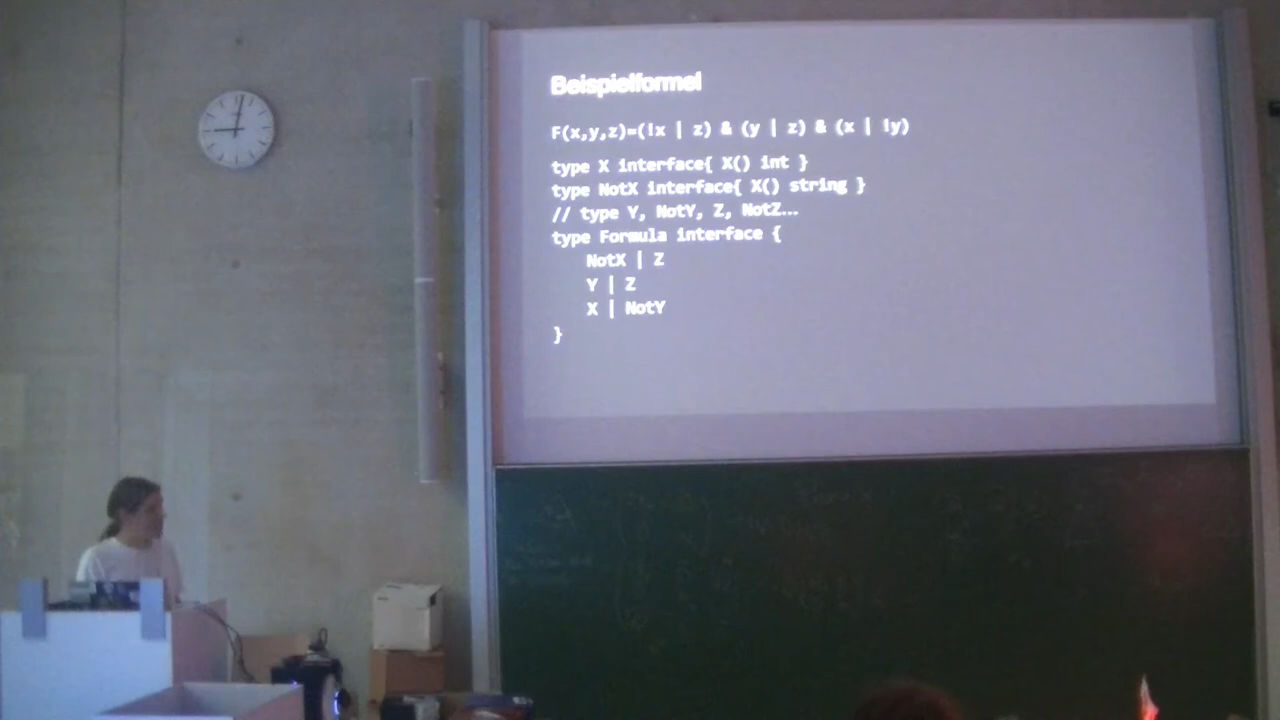 Beispielformel
F(x,y,z)=(!x | z) & (y | z) & (x | !y)
type X interface{ X() int }
type NotX interface{ X() string }
// type Y, NotY, Z, NotZ…
type Formula interface {
NotX | Z
Y | Z
X | NotY
}